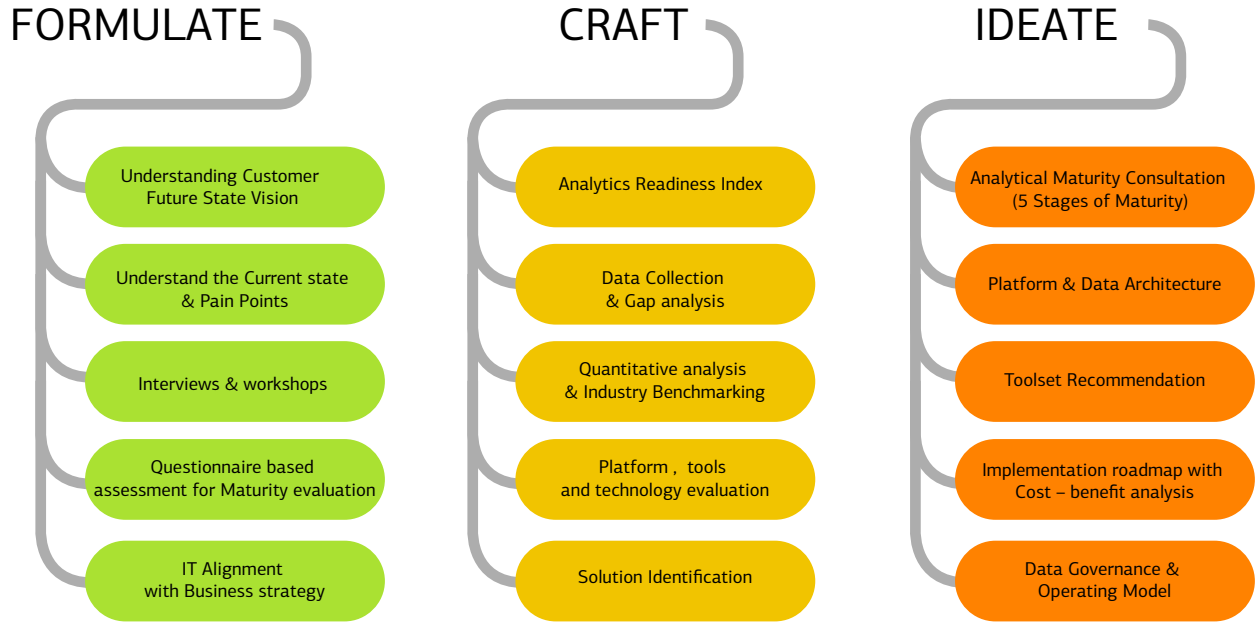 FORMULATE
Understanding Customer
Future State Vision
Understand the Current state
& Pain Points
Interviews & workshops
Questionnaire based
assessment for Maturity evaluation
IT Alignment
with Business strategy
CRAFT
Analytics Readiness Index
Data Collection
& Gap analysis
Quantitative analysis
& Industry Benchmarking
Platform , tools
and technology evaluation
Solution Identification
IDEATE
Analytical Maturity Consultation
(5 Stages of Maturity)
Platform & Data Architecture
Toolset Recommendation
Implementation roadmap with
Cost – benefit analysis
Data Governance &
Operating Model